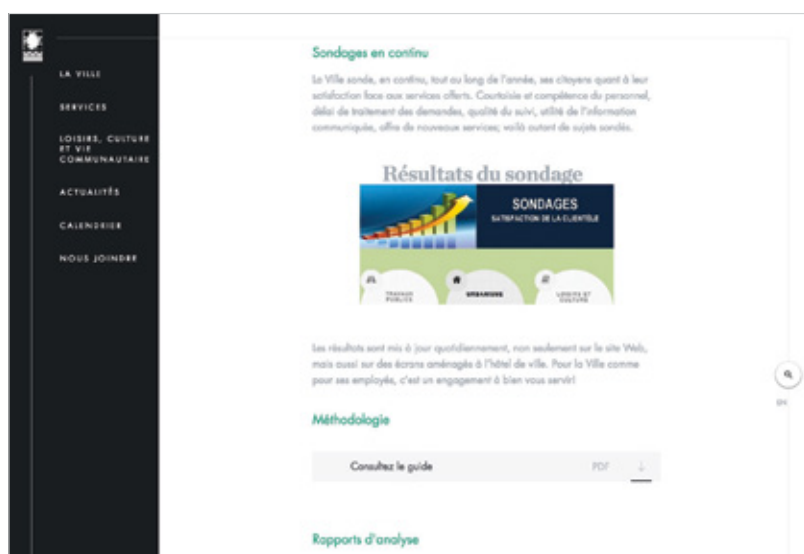 LA VILLE
SERVICES
LOISIRS, CULTURE
ET VIE
COMMUNAUTAIRE
ACTUALITÉS
CALENDRIER
NOUS JOINDRE
Sondages en continu
La Ville sonde, en continu, tout au long de l'année, ses citoyens quant à leur
satisfaction face aux services offerts. Courtoisie et compétence du personnel,
délai de traitement des demandes, qualité du suivi, utilité de l'information
communiquée, offre de nouveaux services; voilà autant de sujets sondés.
Résultats du sondage
SONDAGES
SATISFACTION DE LA CLIENTÈLE
TRAVAUX
PUBLICS
URBANISME
LOISIRS ET
CULTURE
Les résultats sont mis à jour quotidiennement, non seulement sur le site Web,
mais aussi sur des écrans aménagés à l'hôtel de ville. Pour la Ville comme
pour ses employés, c'est un engagement à bien vous servir!
EN
Méthodologie
Consultez le guide PDF
Rapports d'analyse